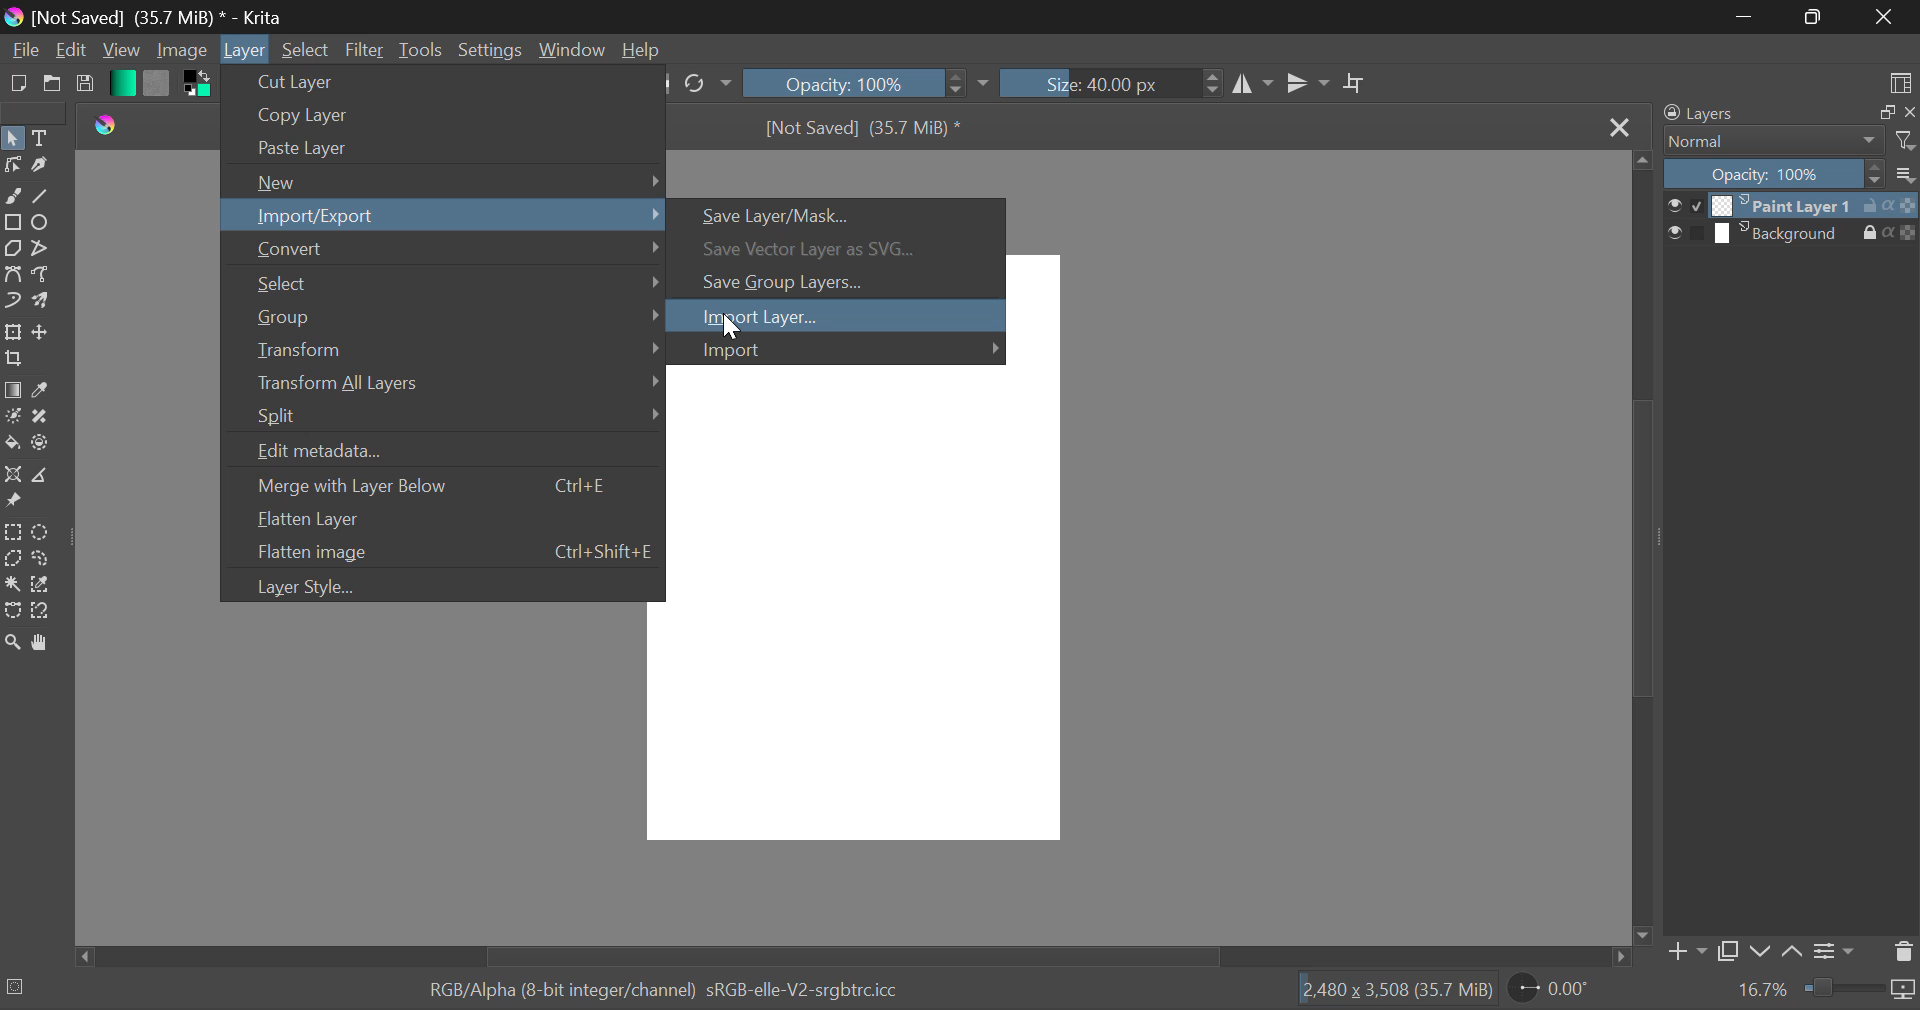 [Not Saved] (35.7 MiB) * - Krita
File Edit View Image Layer Select Filter Tools Settings Window Help
Opacity: 100%
Size: 40.00 px
[Not Saved] (35.7 MiB) *
Cut Layer
Copy Layer
Paste Layer
New
Import/Export
Convert
Select
Group
Transform
Transform All Layers
Split
Edit metadata...
Merge with Layer Below Ctrl+E
Flatten Layer
Flatten image Ctrl+Shift+E
Layer Style...
Save Layer/Mask...
Save Vector Layer as SVG...
Save Group Layers...
Import Layer...
Import
Layers
Normal
Opacity: 100%
Paint Layer 1
Background
RGB/Alpha (8-bit integer/channel) sRGB-elle-V2-srgbtrc.icc
2,480 x 3,508 (35.7 MiB)
0.00°
16.7%